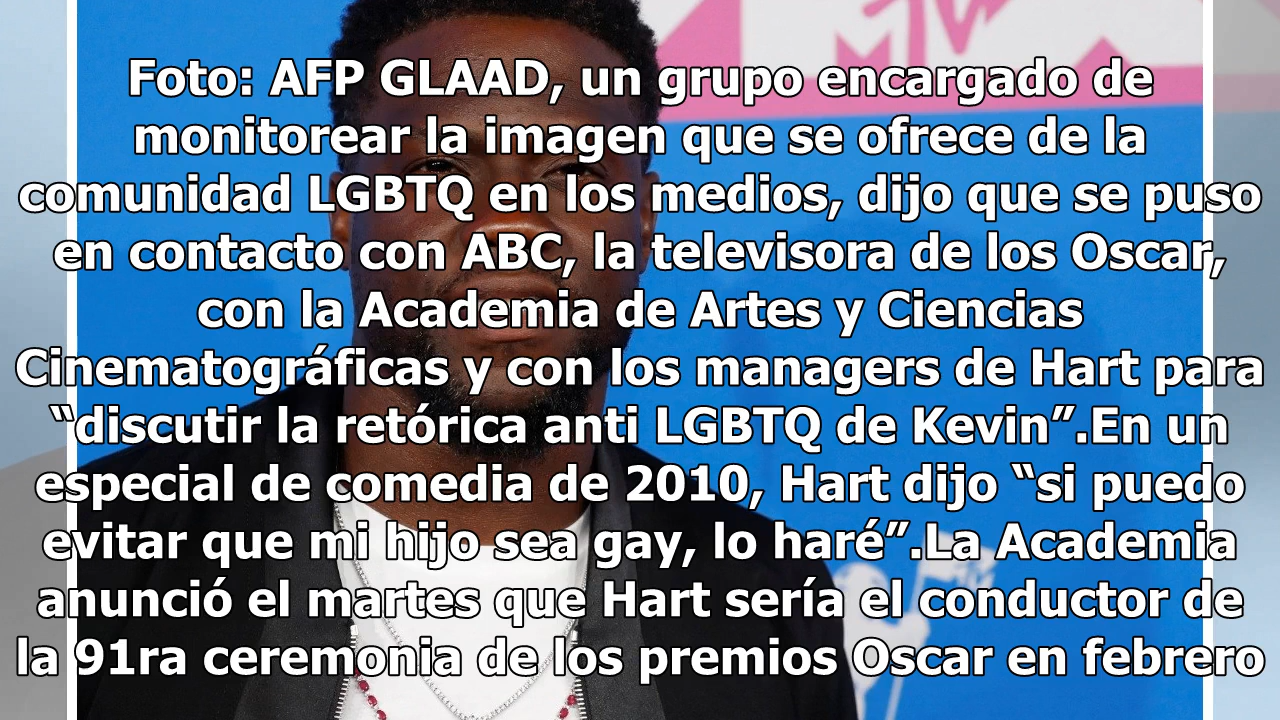 MTV
Foto: AFP GLAAD, un grupo encargado de
monitorear la imagen que se ofrece de la
comunidad LGBTQ en los medios, dijo que se puso
en contacto con ABC, la televisora de los Oscar,
con la Academia de Artes y Ciencias
Cinematográficas y con los managers de Hart para
“discutir la retórica anti LGBTQ de Kevin”.En un
especial de comedia de 2010, Hart dijo “si puedo
evitar que mi hijo sea gay, lo haré”.La Academia
anunció el martes que Hart sería el conductor de
la 91ra ceremonia de los premios Oscar en febrero